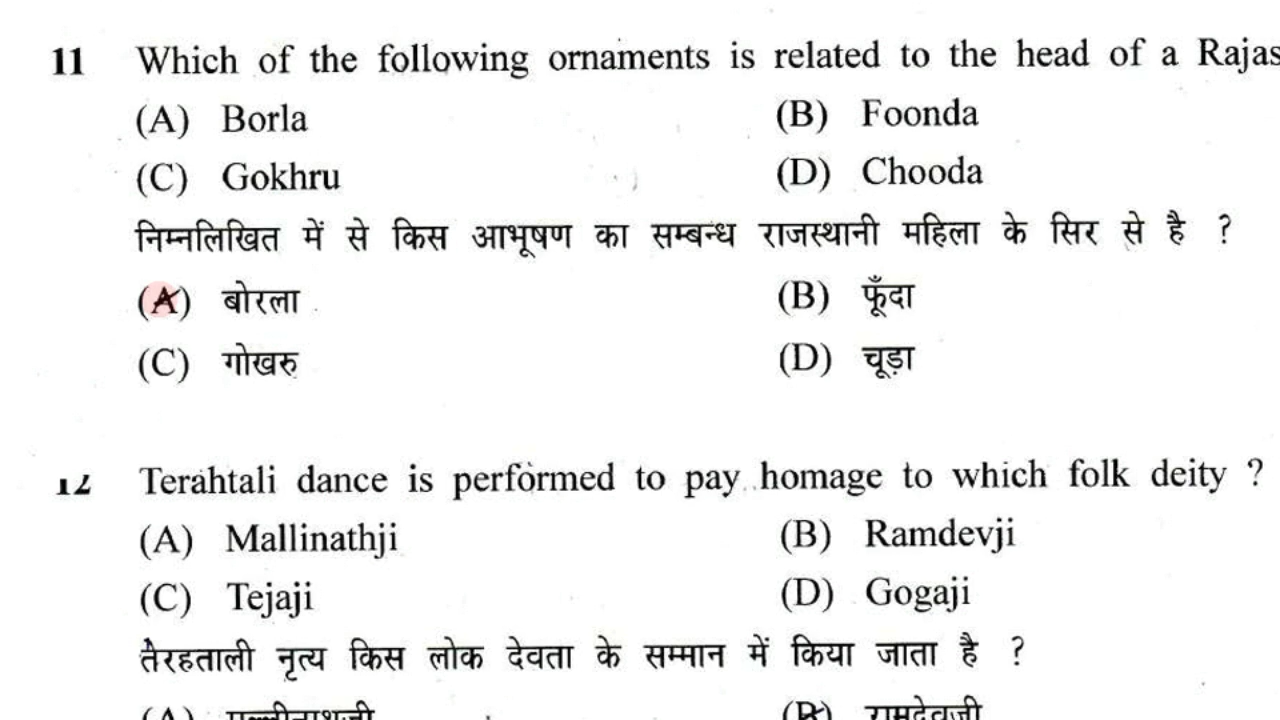 11 Which of the following ornaments is related to the head of a Rajas
(A) Borla (B) Foonda
(C) Gokhru (D) Chooda
निम्नलिखित में से किस आभूषण का सम्बन्ध राजस्थानी महिला के सिर से है ?
(A) बोरला (B) फूँदा
(C) गोखरु (D) चूड़ा
12 Terahtali dance is performed to pay homage to which folk deity ?
(A) Mallinathji (B) Ramdevji
(C) Tejaji (D) Gogaji
तेरहताली नृत्य किस लोक देवता के सम्मान में किया जाता है ?
(A) मल्लीनाथजी (B) रामदेवजी